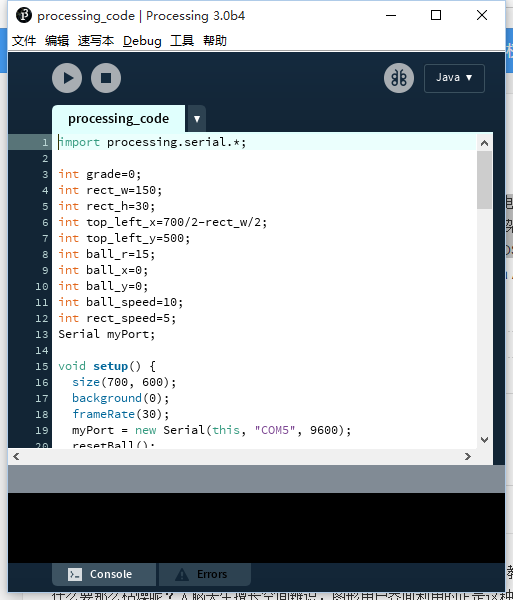 processing_code | Processing 3.0b4
文件 编辑 速写本 Debug 工具 帮助
Java ▼
processing_code ▼
1 import processing.serial.*;
2
3 int grade=0;
4 int rect_w=150;
5 int rect_h=30;
6 int top_left_x=700/2-rect_w/2;
7 int top_left_y=500;
8 int ball_r=15;
9 int ball_x=0;
10 int ball_y=0;
11 int ball_speed=10;
12 int rect_speed=5;
13 Serial myPort;
14
15 void setup() {
16 size(700, 600);
17 background(0);
18 frameRate(30);
19 myPort = new Serial(this, "COM5", 9600);
20 resetBall();
Console Errors